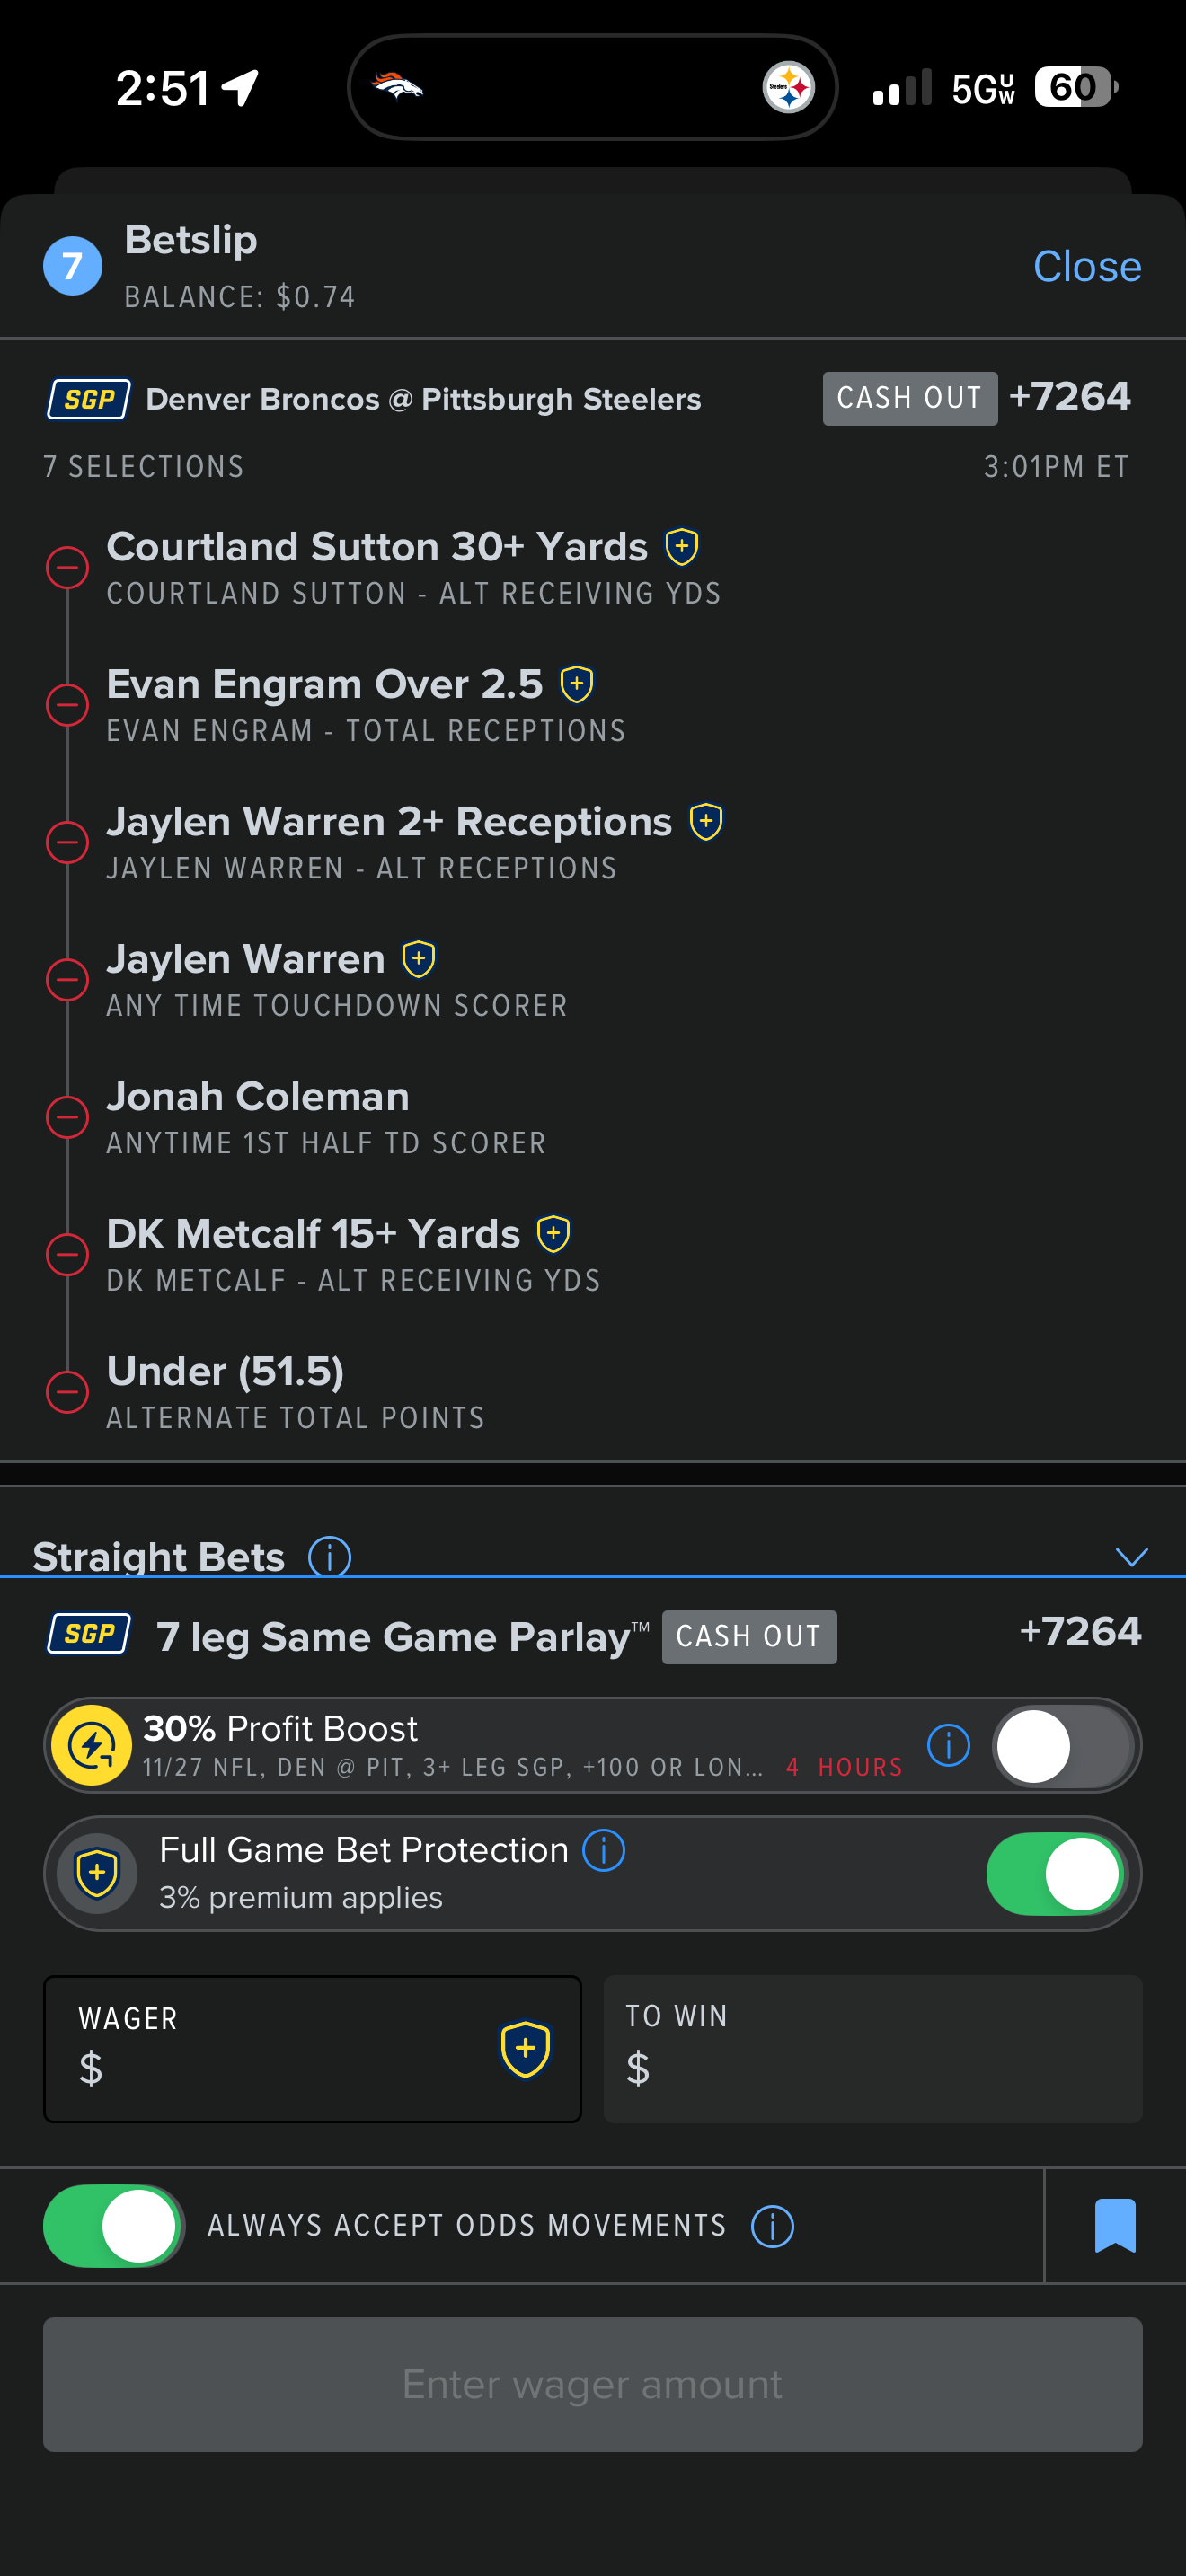 2:51
Steelers
5G UW
60
7
Betslip
Close
BALANCE: $0.74
SGP Denver Broncos @ Pittsburgh Steelers CASH OUT +7264
7 SELECTIONS 3:01PM ET
Courtland Sutton 30+ Yards
COURTLAND SUTTON - ALT RECEIVING YDS
Evan Engram Over 2.5
EVAN ENGRAM - TOTAL RECEPTIONS
Jaylen Warren 2+ Receptions
JAYLEN WARREN - ALT RECEPTIONS
Jaylen Warren
ANY TIME TOUCHDOWN SCORER
Jonah Coleman
ANYTIME 1ST HALF TD SCORER
DK Metcalf 15+ Yards
DK METCALF - ALT RECEIVING YDS
Under (51.5)
ALTERNATE TOTAL POINTS
Straight Bets
SGP 7 leg Same Game Parlay™ CASH OUT +7264
30% Profit Boost
11/27 NFL, DEN @ PIT, 3+ LEG SGP, +100 OR LON... 4 HOURS
Full Game Bet Protection
3% premium applies
WAGER
$
TO WIN
$
ALWAYS ACCEPT ODDS MOVEMENTS
Enter wager amount